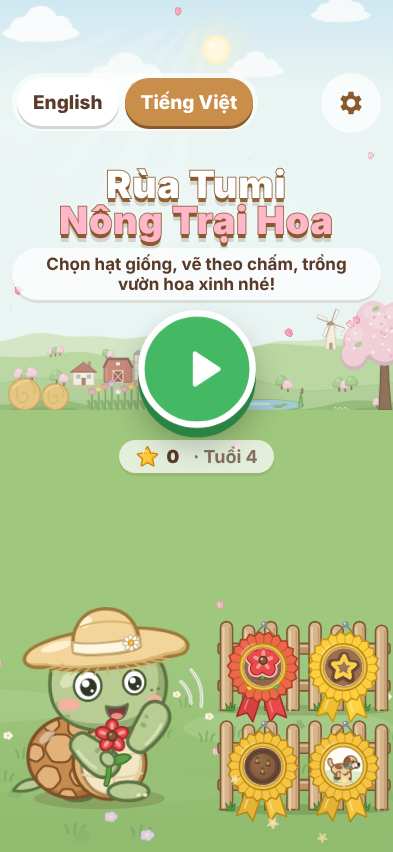 English
Tiếng Việt
Rùa Tumi
Nông Trại Hoa
Chọn hạt giống, vẽ theo chấm, trồng
vườn hoa xinh nhé!
0 · Tuổi 4